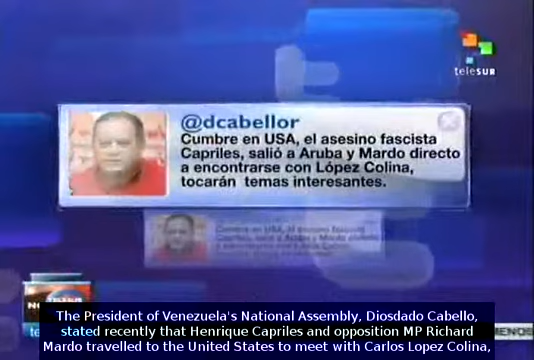 teleSUR
@dcabellor
Cumbre en USA, el asesino fascista
Capriles, salió a Aruba y Mardo directo
a encontrarse con López Colina,
tocarán temas interesantes.
The President of Venezuela's National Assembly, Diosdado Cabello,
stated recently that Henrique Capriles and opposition MP Richard
Mardo travelled to the United States to meet with Carlos Lopez Colina,